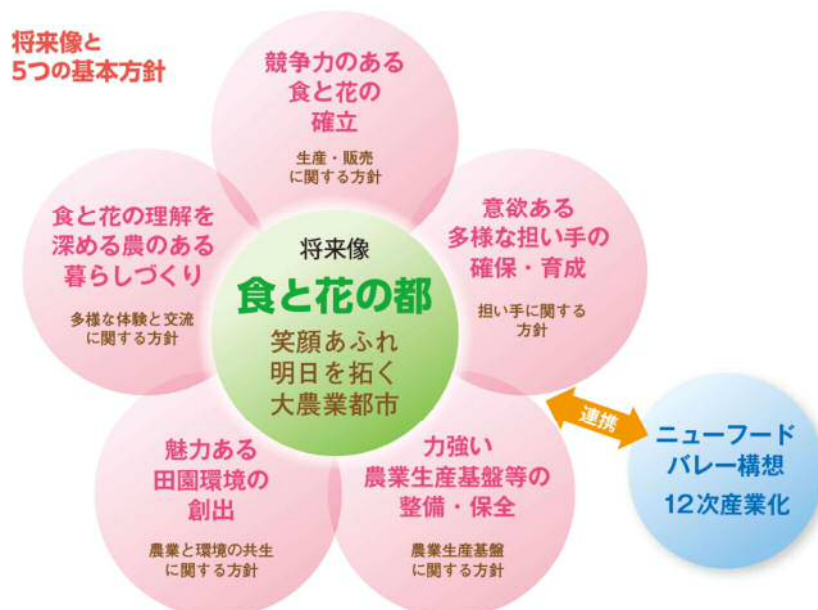 将来像と
5つの基本方針
競争力のある
食と花の
確立
生産・販売
に関する方針
意欲ある
多様な担い手の
確保・育成
担い手に関する
方針
食と花の理解を
深める農のある
暮らしづくり
多様な体験と交流
に関する方針
将来像
食と花の都
笑顔あふれ
明日を拓く
大農業都市
魅力ある
田園環境の
創出
農業と環境の共生
に関する方針
力強い
農業生産基盤等の
整備・保全
農業生産基盤
に関する方針
連携
ニューフード
バレー構想
12次産業化